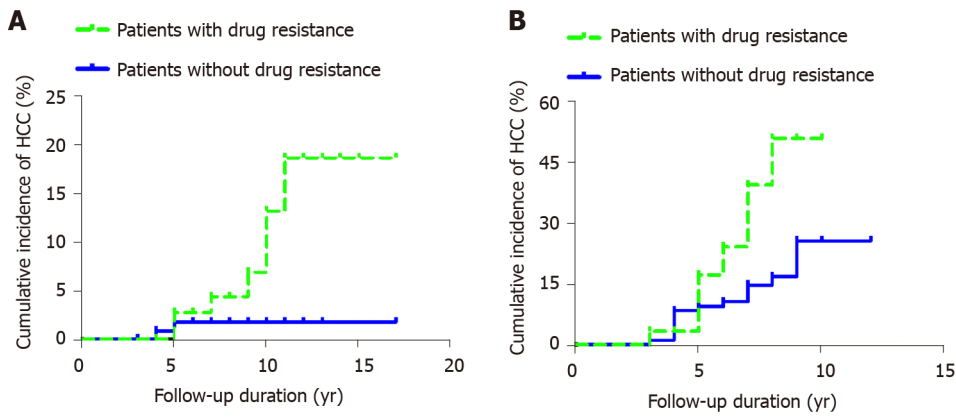 A
Patients with drug resistance
Patients without drug resistance
Cumulative incidence of HCC (%)
25
20
15
10
5
0
0
5
10
15
20
Follow-up duration (yr)
B
Patients with drug resistance
Patients without drug resistance
Cumulative incidence of HCC (%)
60
45
30
15
0
0
5
10
15
Follow-up duration (yr)